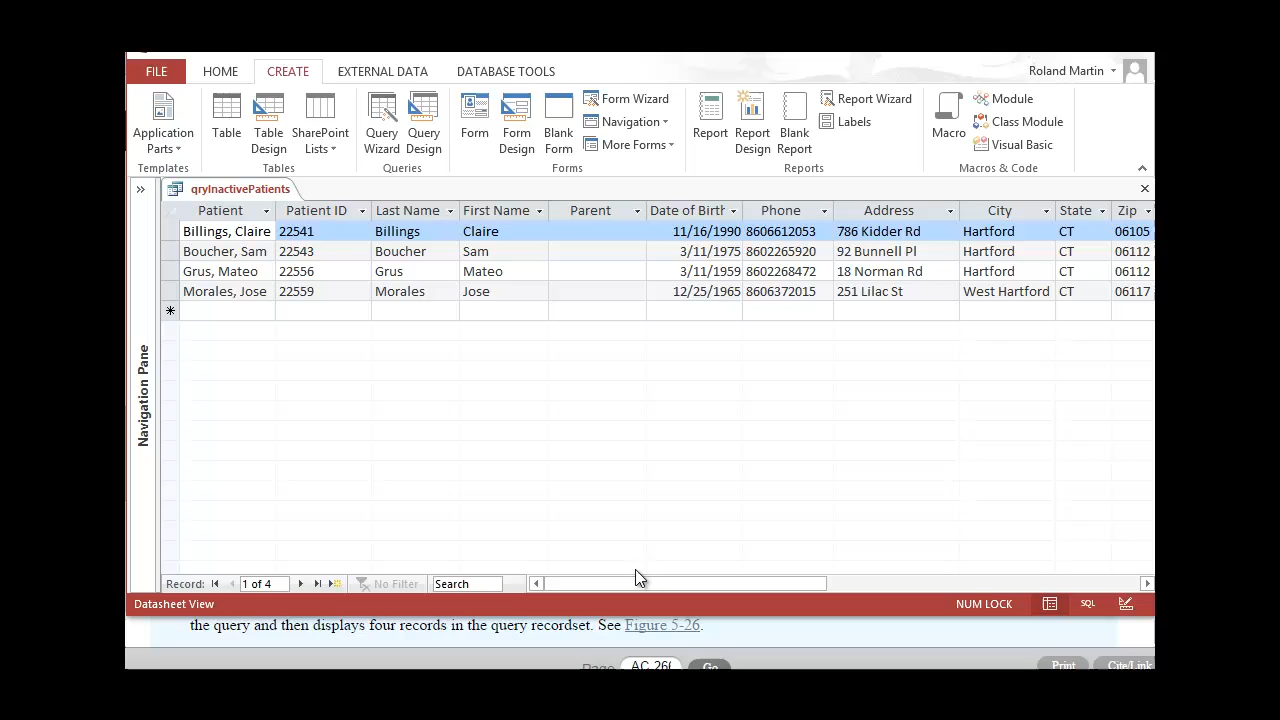 FILE HOME CREATE EXTERNAL DATA DATABASE TOOLS Roland Martin
Application Parts Table Table Design SharePoint Lists Query Wizard Query Design Form Form Design Blank Form Form Wizard Navigation More Forms Report Report Design Blank Report Report Wizard Labels Macro Module Class Module Visual Basic
Templates Tables Queries Forms Reports Macros & Code
qryInactivePatients
Patient Patient ID Last Name First Name Parent Date of Birth Phone Address City State Zip
Billings, Claire 22541 Billings Claire 11/16/1990 8606612053 786 Kidder Rd Hartford CT 06105
Boucher, Sam 22543 Boucher Sam 3/11/1975 8602265920 92 Bunnell Pl Hartford CT 06112
Grus, Mateo 22556 Grus Mateo 3/11/1959 8602268472 18 Norman Rd Hartford CT 06112
Morales, Jose 22559 Morales Jose 12/25/1965 8606372015 251 Lilac St West Hartford CT 06117
Navigation Pane
Record: 1 of 4 No Filter Search
Datasheet View NUM LOCK SQL
the query and then displays four records in the query recordset. See Figure 5-26.
Page AC 266 Go Print Cite/Link